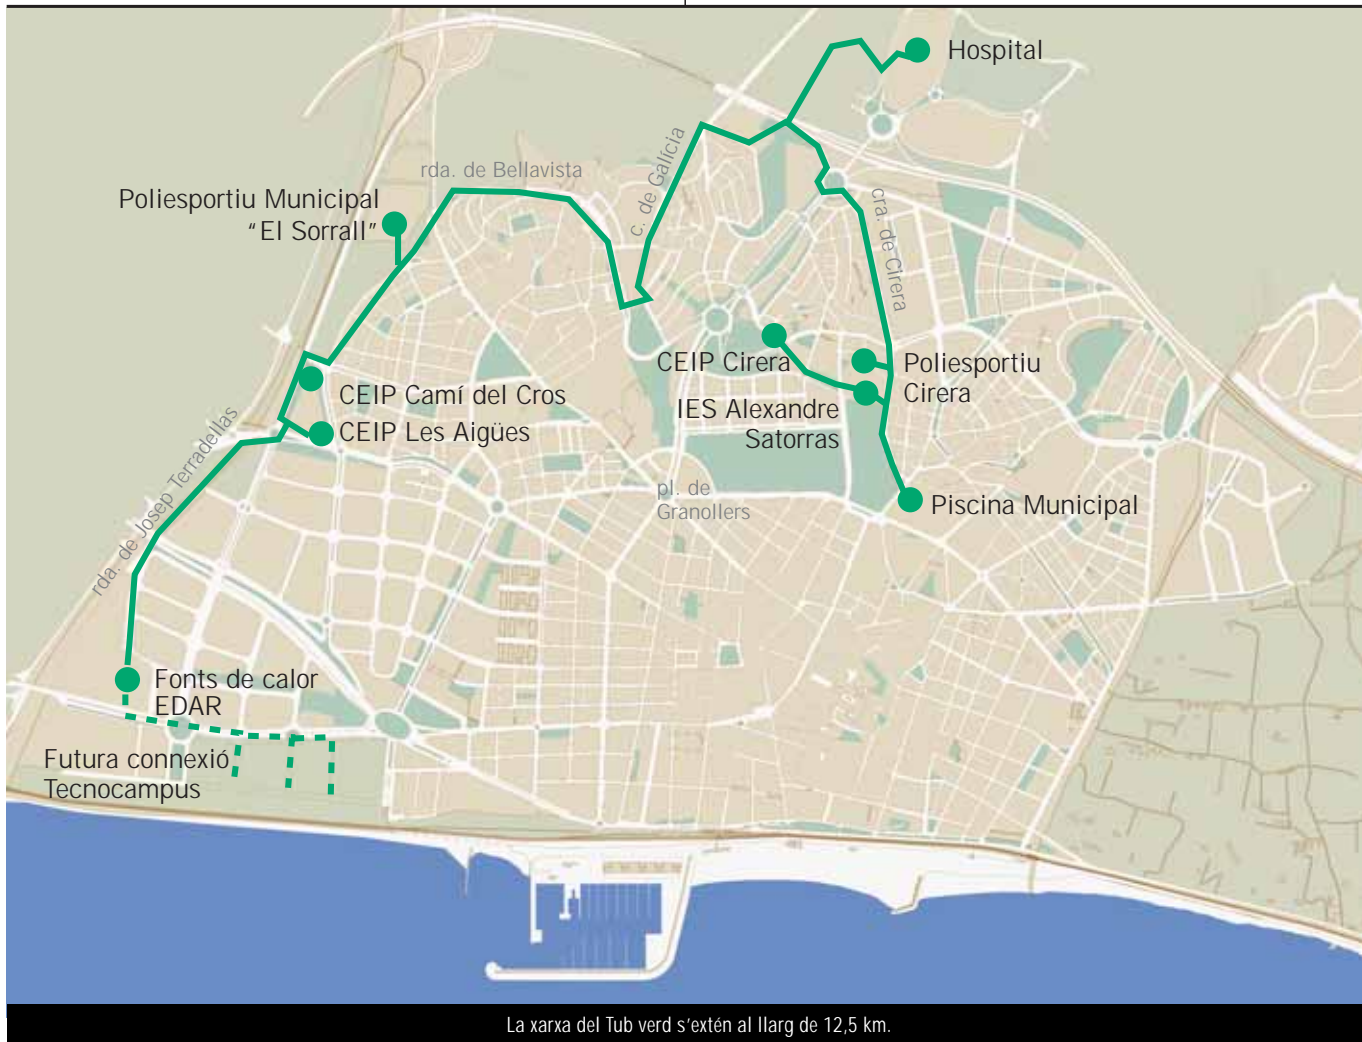 Hospital
c. de Galícia
rda. de Bellavista
Poliesportiu Municipal
“El Sorrall”
cra. de Cirera
CEIP Cirera
Poliesportiu
Cirera
CEIP Camí del Cros
IES Alexandre
Satorras
CEIP Les Aigües
rda. de Josep Terradellas
pl. de
Granollers
Piscina Municipal
Fonts de calor
EDAR
Futura connexió
Tecnocampus
La xarxa del Tub verd s’extén al llarg de 12,5 km.